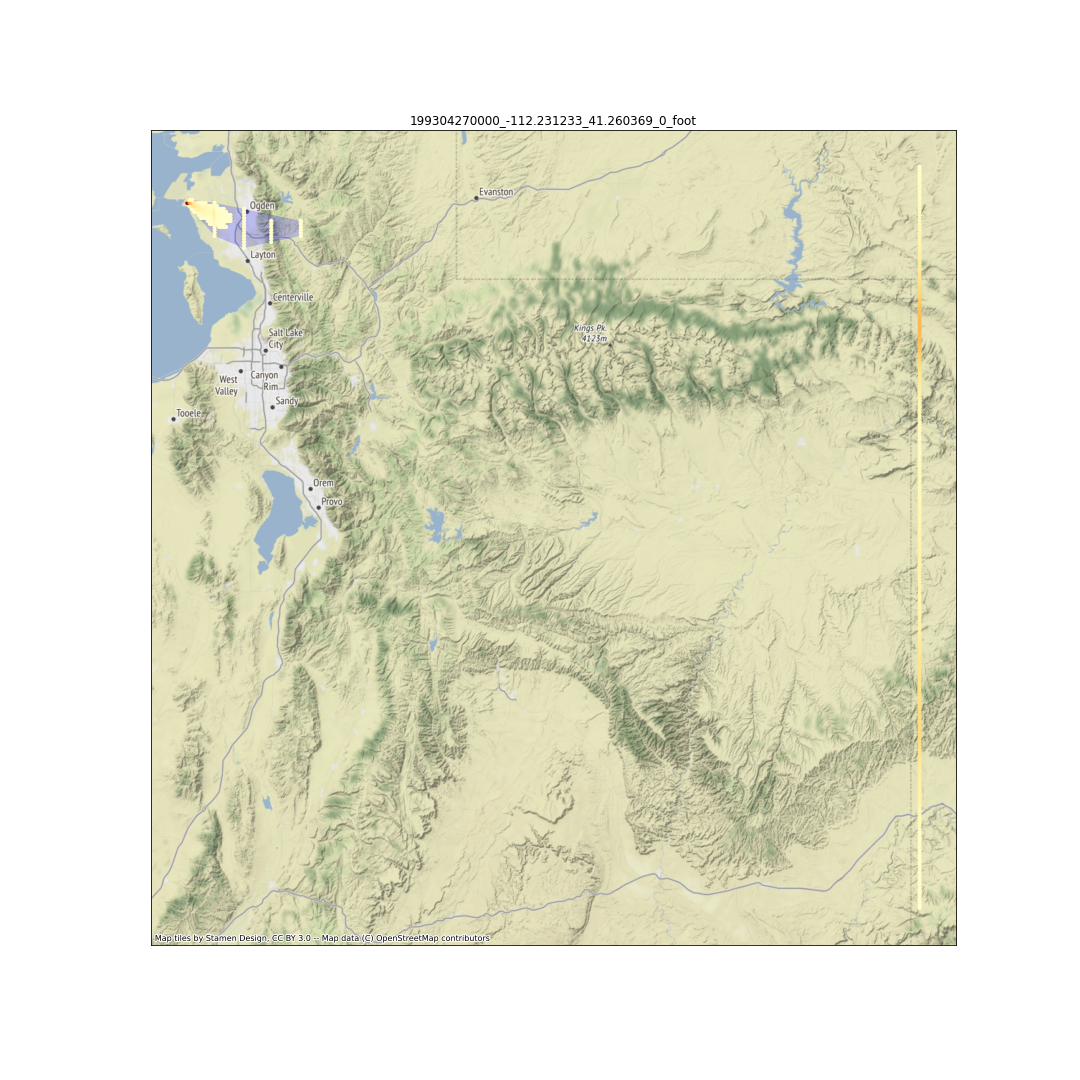 199304270000_-112.231233_41.260369_0_foot
Evanston
Ogden
Layton
Centerville
Salt Lake
City
Kings Pk.
4123m
West
Valley
Canyon
Rim
Sandy
Tooele
Orem
Provo
Map tiles by Stamen Design, CC BY 3.0 -- Map data (C) OpenStreetMap contributors